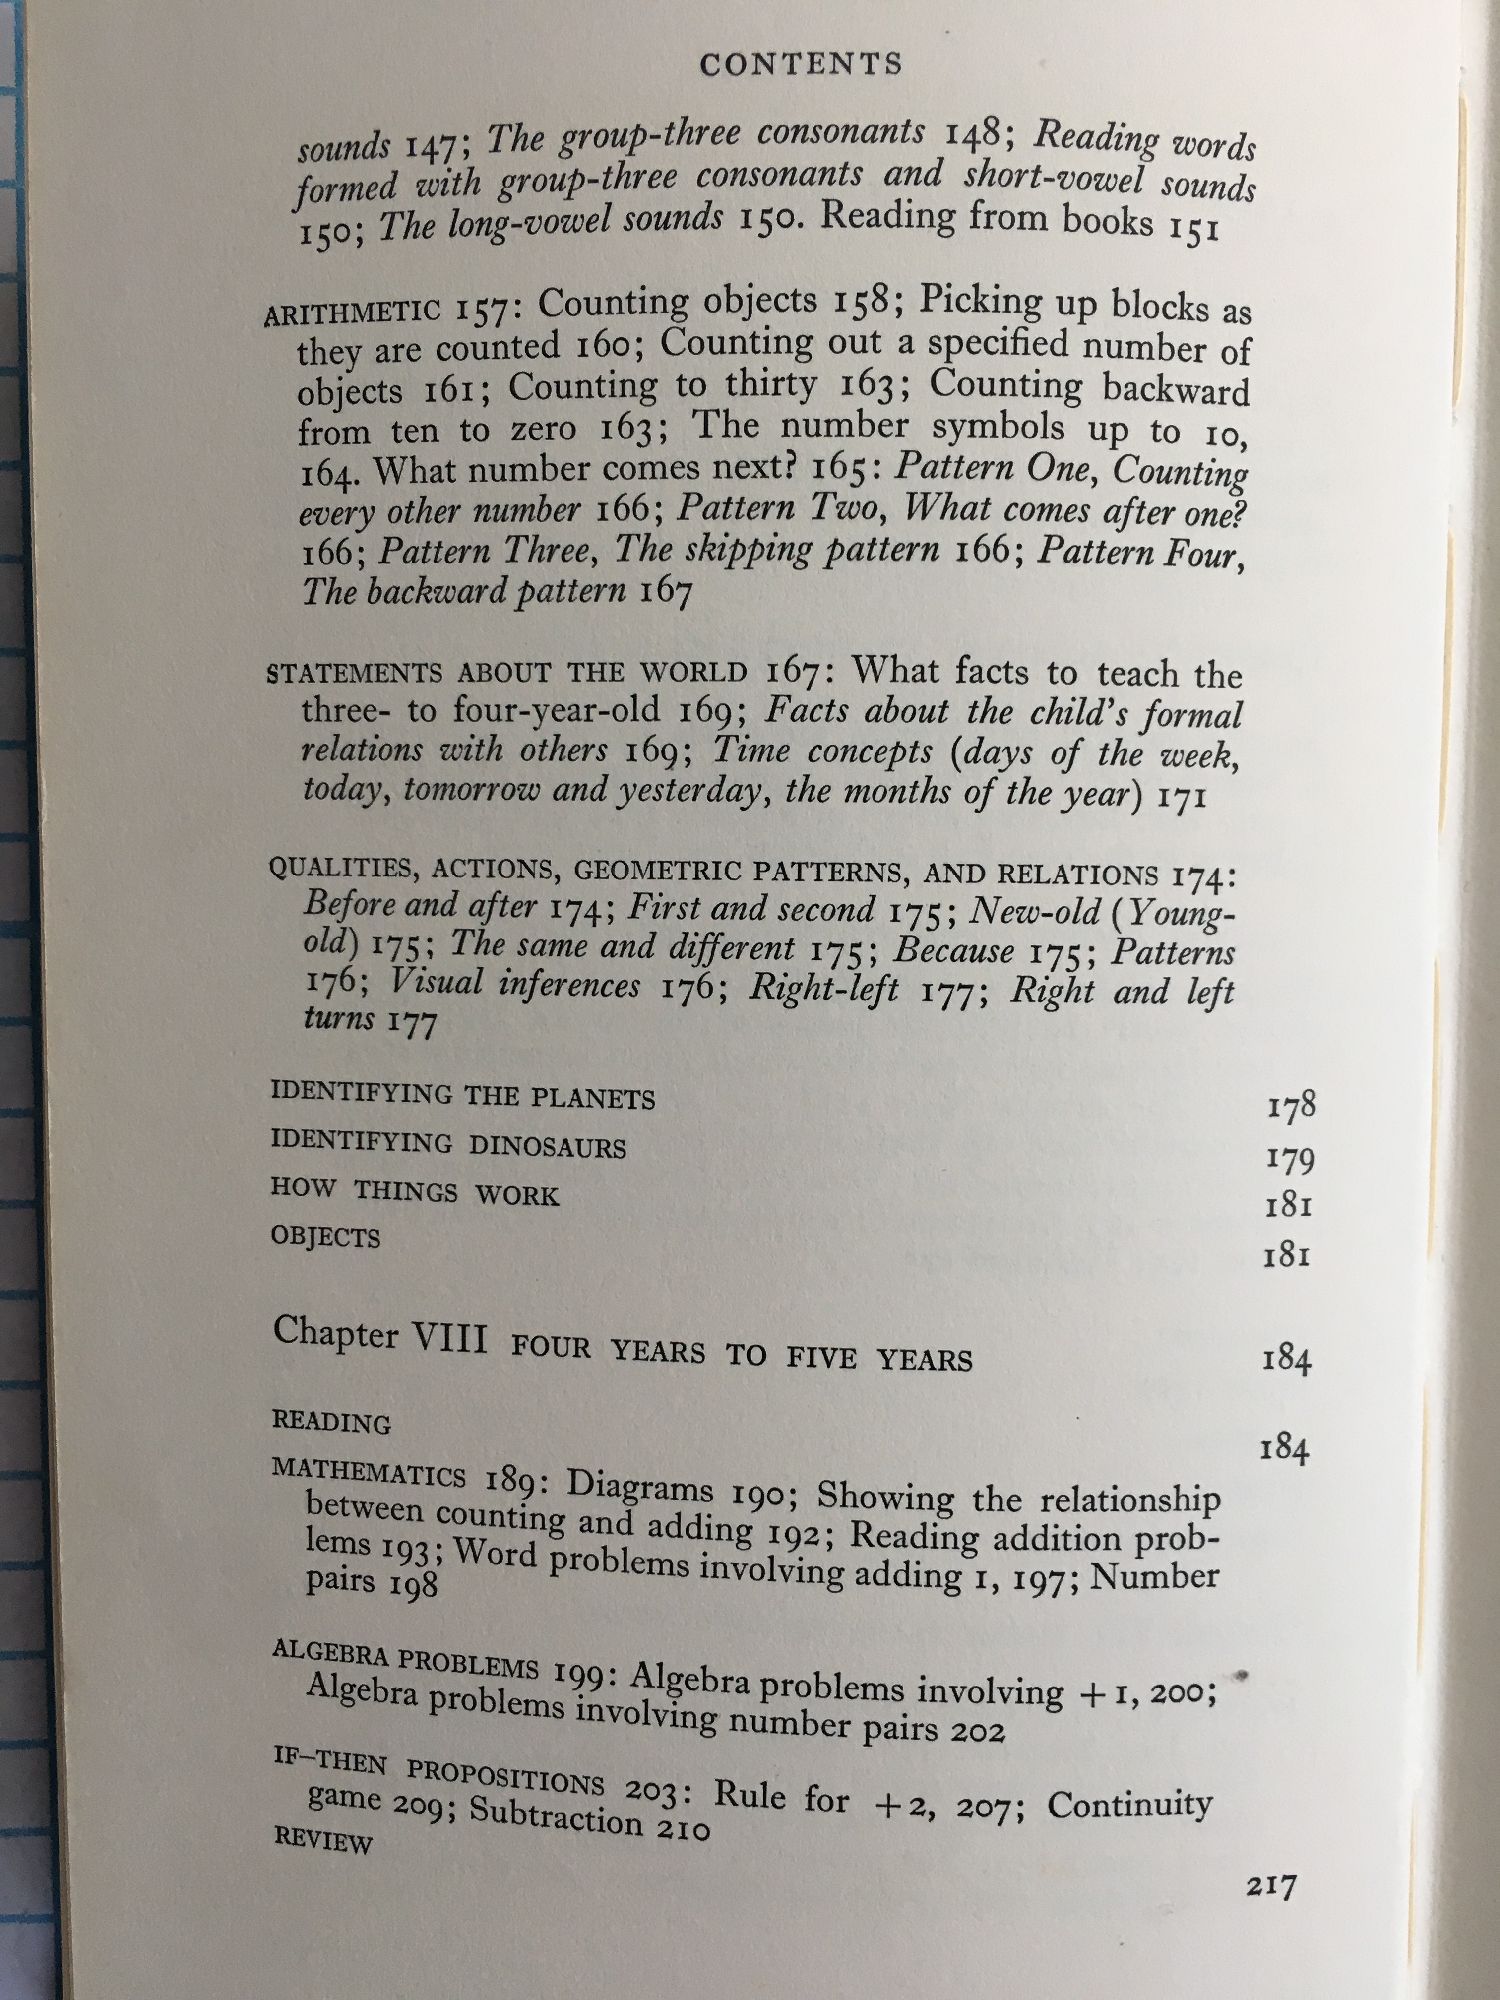 CONTENTS
sounds 147; The group-three consonants 148; Reading words
formed with group-three consonants and short-vowel sounds
150; The long-vowel sounds 150. Reading from books 151
ARITHMETIC 157: Counting objects 158; Picking up blocks as
they are counted 160; Counting out a specified number of
objects 161; Counting to thirty 163; Counting backward
from ten to zero 163; The number symbols up to 10,
164. What number comes next? 165: Pattern One, Counting
every other number 166; Pattern Two, What comes after one?
166; Pattern Three, The skipping pattern 166; Pattern Four,
The backward pattern 167
STATEMENTS ABOUT THE WORLD 167: What facts to teach the
three- to four-year-old 169; Facts about the child's formal
relations with others 169; Time concepts (days of the week,
today, tomorrow and yesterday, the months of the year) 171
QUALITIES, ACTIONS, GEOMETRIC PATTERNS, AND RELATIONS 174:
Before and after 174; First and second 175; New-old (Young-
old) 175; The same and different 175; Because 175; Patterns
176; Visual inferences 176; Right-left 177; Right and left
turns 177
IDENTIFYING THE PLANETS 178
IDENTIFYING DINOSAURS 179
HOW THINGS WORK 181
OBJECTS 181
Chapter VIII FOUR YEARS TO FIVE YEARS 184
READING 184
MATHEMATICS 189: Diagrams 190; Showing the relationship
between counting and adding 192; Reading addition prob-
lems 193; Word problems involving adding 1, 197; Number
pairs 198
ALGEBRA PROBLEMS 199: Algebra problems involving +1, 200;
Algebra problems involving number pairs 202
IF–THEN PROPOSITIONS 203: Rule for +2, 207; Continuity
game 209; Subtraction 210
REVIEW 217